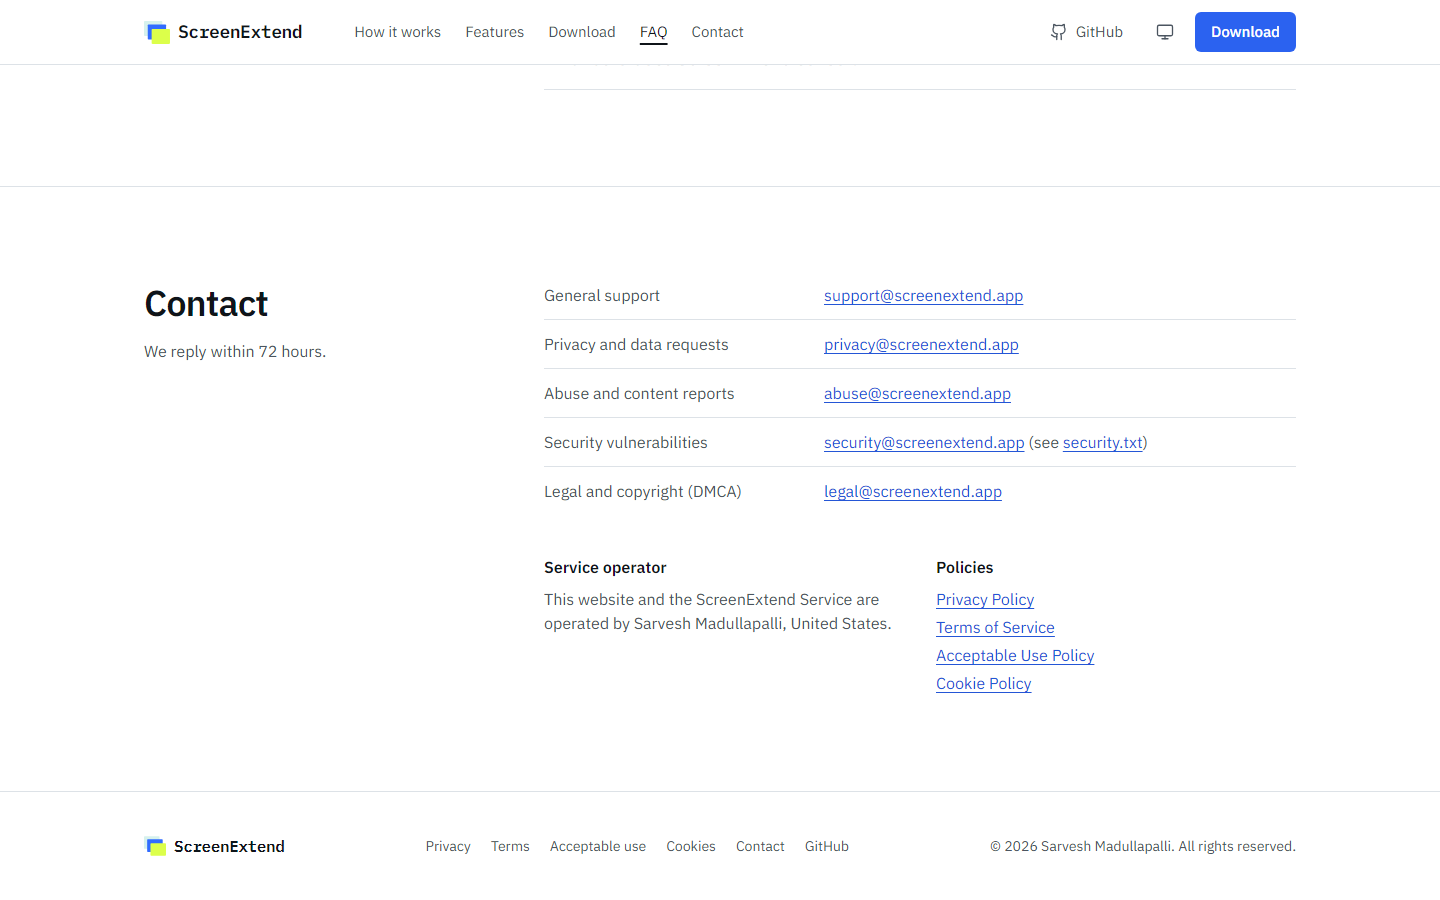 ScreenExtend How it works Features Download FAQ Contact GitHub Download
Contact
We reply within 72 hours.
General support support@screenextend.app
Privacy and data requests privacy@screenextend.app
Abuse and content reports abuse@screenextend.app
Security vulnerabilities security@screenextend.app (see security.txt)
Legal and copyright (DMCA) legal@screenextend.app
Service operator
This website and the ScreenExtend Service are
operated by Sarvesh Madullapalli, United States.
Policies
Privacy Policy
Terms of Service
Acceptable Use Policy
Cookie Policy
ScreenExtend Privacy Terms Acceptable use Cookies Contact GitHub © 2026 Sarvesh Madullapalli. All rights reserved.